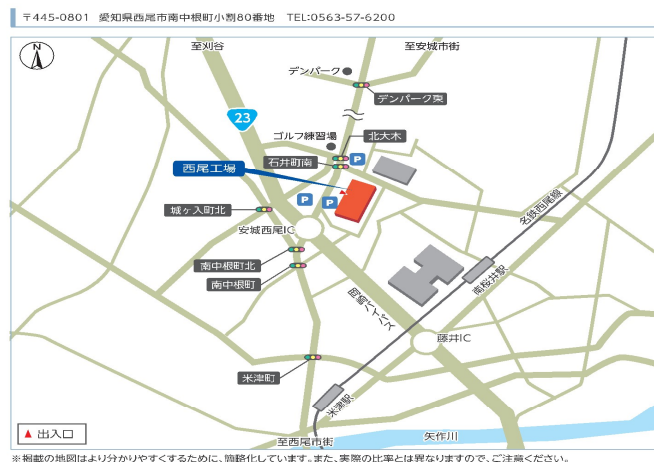 〒445-0801 愛知県西尾市南中根町小割80番地 TEL:0563-57-6200
N
至刈谷
至安城市街
デンパーク
デンパーク東
23
ゴルフ練習場
北大木
石井町南
P
西尾工場
P
P
城ヶ入町北
安城西尾IC
名鉄西尾線
南中根町北
南中根町
岡崎バイパス
南桜井駅
藤井IC
米津町
米津駅
▲ 出入口
至西尾市街
矢作川
※掲載の地図はより分かりやすくするために、簡略化しています。また、実際の比率とは異なりますので、ご注意ください。